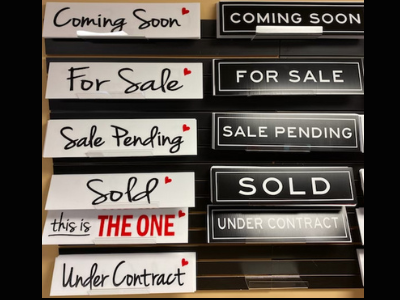 Coming Soon
COMING SOON
For Sale
FOR SALE
Sale Pending
SALE PENDING
Sold
SOLD
this is THE ONE
UNDER CONTRACT
Under Contract